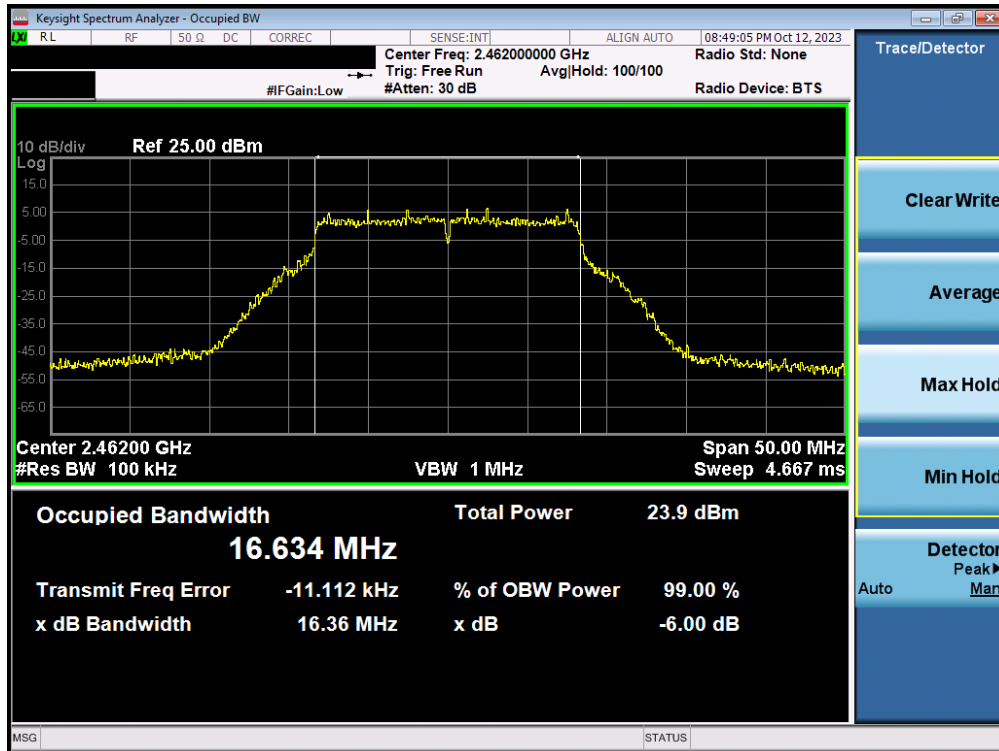 Keysight Spectrum Analyzer - Occupied BW
LXI RL RF 50 Ω DC CORREC SENSE:INT ALIGN AUTO 08:49:05 PM Oct 12, 2023
Center Freq: 2.462000000 GHz Radio Std: None
Trig: Free Run Avg|Hold: 100/100
#IFGain:Low #Atten: 30 dB Radio Device: BTS
10 dB/div Ref 25.00 dBm
Log
15.0
5.00
-5.00
-15.0
-25.0
-35.0
-45.0
-55.0
-65.0
Center 2.46200 GHz Span 50.00 MHz
#Res BW 100 kHz VBW 1 MHz Sweep 4.667 ms
Occupied Bandwidth Total Power 23.9 dBm
16.634 MHz
Transmit Freq Error -11.112 kHz % of OBW Power 99.00 %
x dB Bandwidth 16.36 MHz x dB -6.00 dB
MSG STATUS
Trace/Detector
Clear Write
Average
Max Hold
Min Hold
Detector
Peak▶
Auto Man